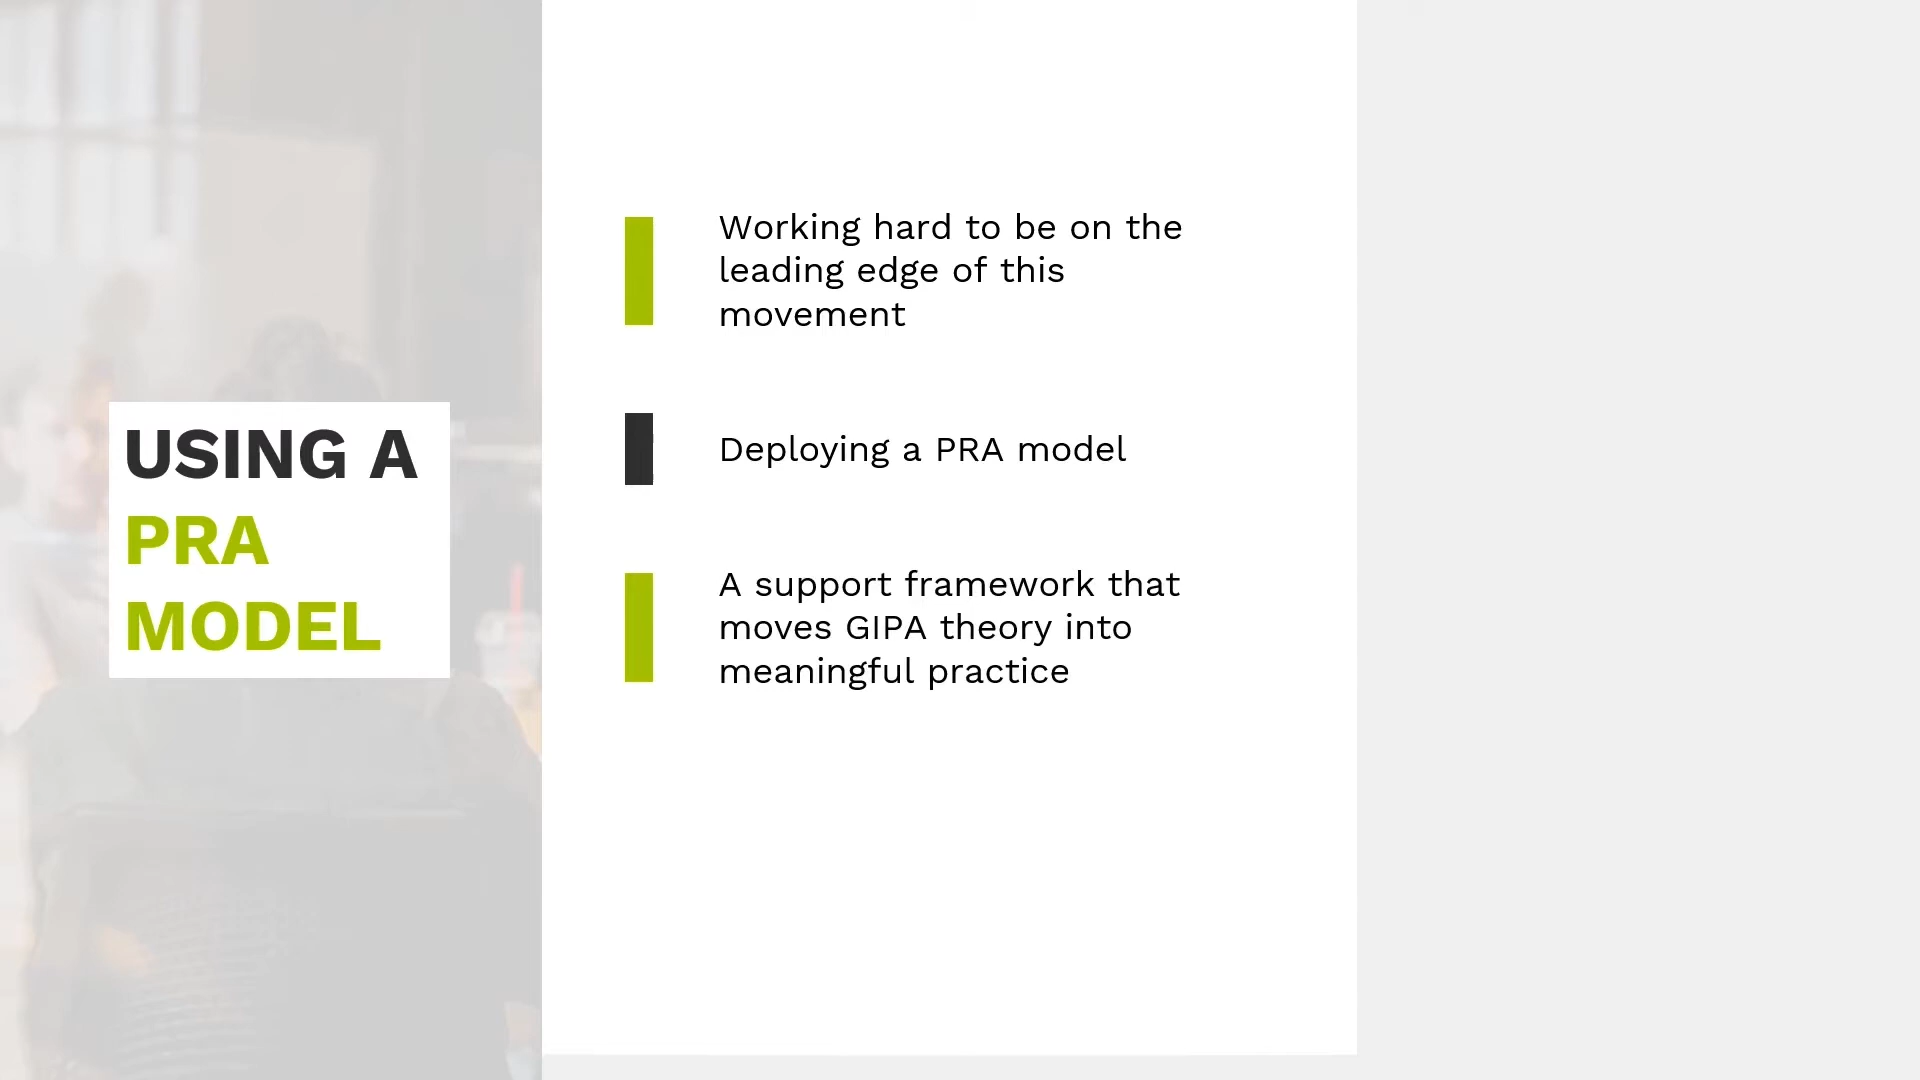 USING A
PRA
MODEL
Working hard to be on the
leading edge of this
movement
Deploying a PRA model
A support framework that
moves GIPA theory into
meaningful practice